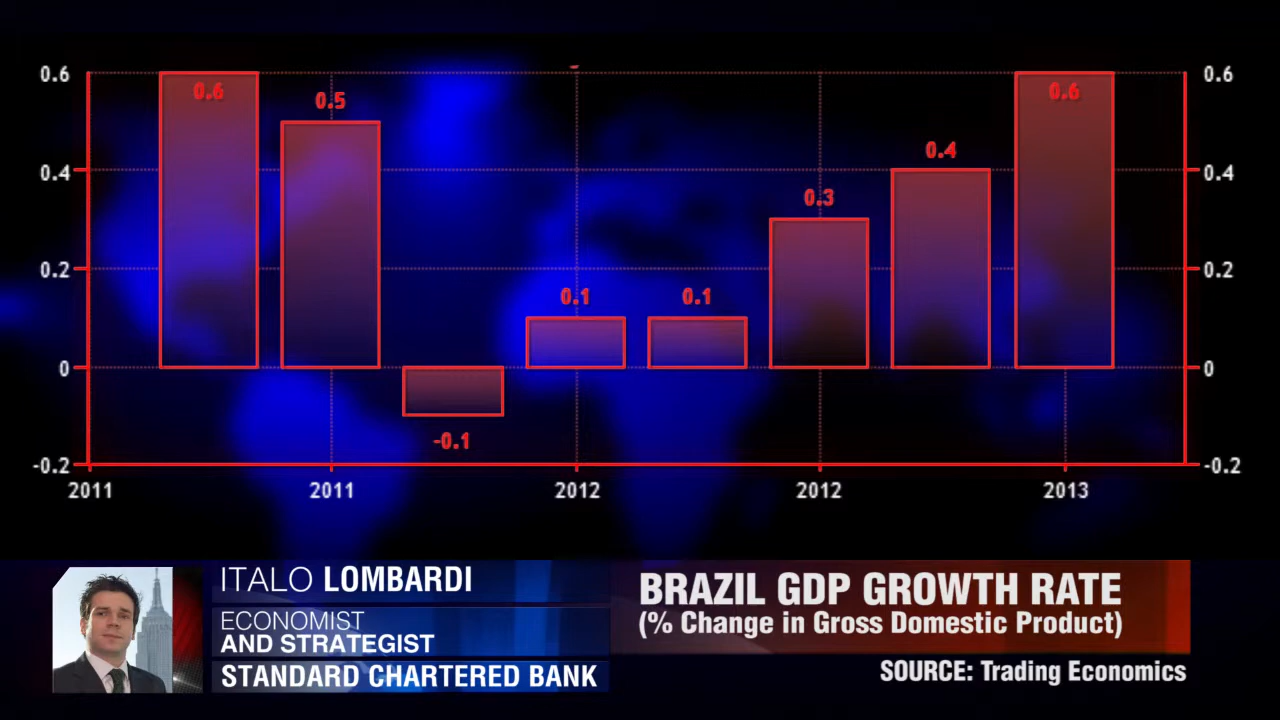 0.6 0.6 0.6 0.6
0.5
0.4 0.4 0.4
0.3
0.2 0.2
0.1 0.1
0 0
-0.1
-0.2 -0.2
2011 2011 2012 2012 2013
ITALO LOMBARDI
ECONOMIST
AND STRATEGIST
STANDARD CHARTERED BANK
BRAZIL GDP GROWTH RATE
(% Change in Gross Domestic Product)
SOURCE: Trading Economics